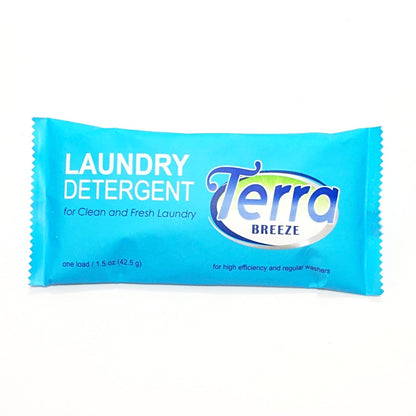 LAUNDRY
DETERGENT
for Clean and Fresh Laundry
Terra
BREEZE
one load / 1.5 oz (42.5 g)
for high efficiency and regular washers